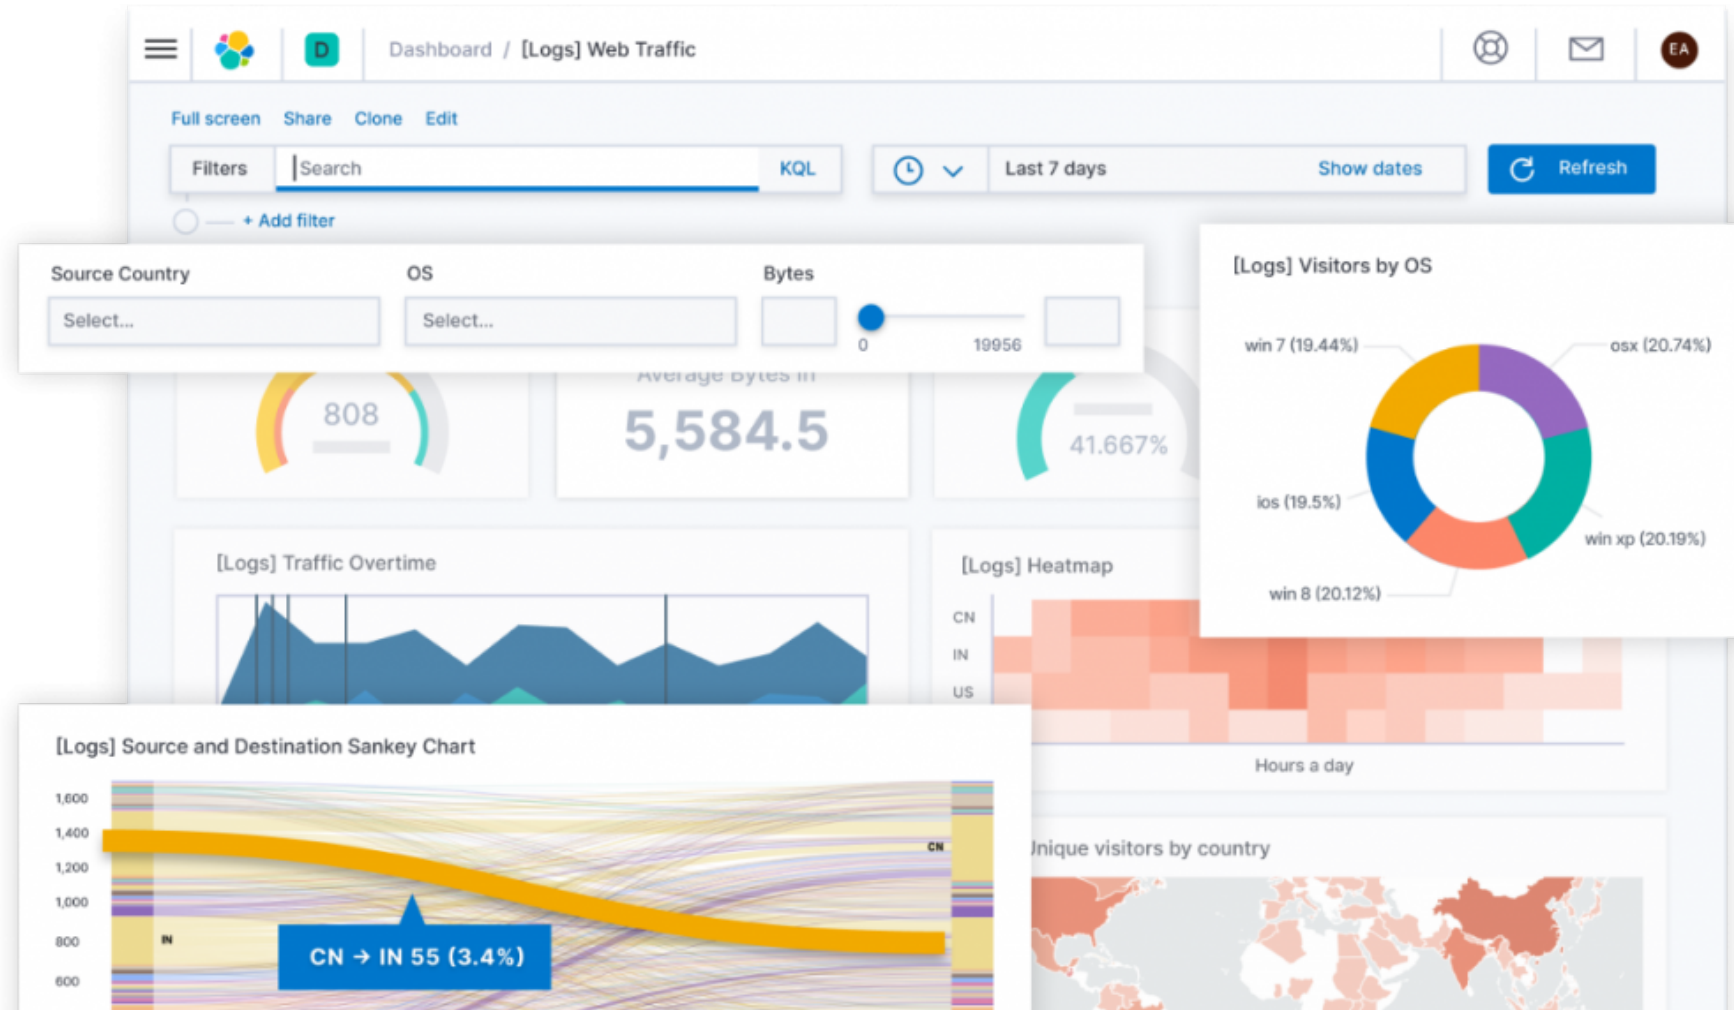 D
Dashboard / [Logs] Web Traffic
EA
Full screen Share Clone Edit
Filters Search KQL
Last 7 days Show dates
Refresh
+ Add filter
Source Country OS Bytes
Select... Select...
0 19956
[Logs] Visitors by OS
win 7 (19.44%) osx (20.74%)
ios (19.5%)
win xp (20.19%)
win 8 (20.12%)
808
Average Bytes In
5,584.5
41.667%
[Logs] Traffic Overtime
[Logs] Heatmap
CN
IN
US
Hours a day
[Logs] Source and Destination Sankey Chart
1,600
1,400
1,200
1,000
800
600
CN
IN
CN → IN 55 (3.4%)
Unique visitors by country